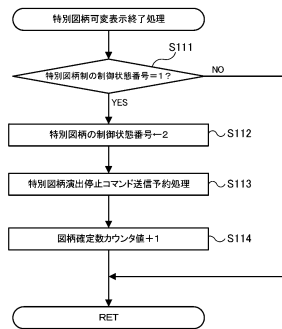 特別図柄可変表示終了処理
S111
特別図柄制の制御状態番号=1?
NO
YES
特別図柄の制御状態番号←2
S112
特別図柄演出停止コマンド送信予約処理
S113
図柄確定数カウンタ値+1
S114
RET